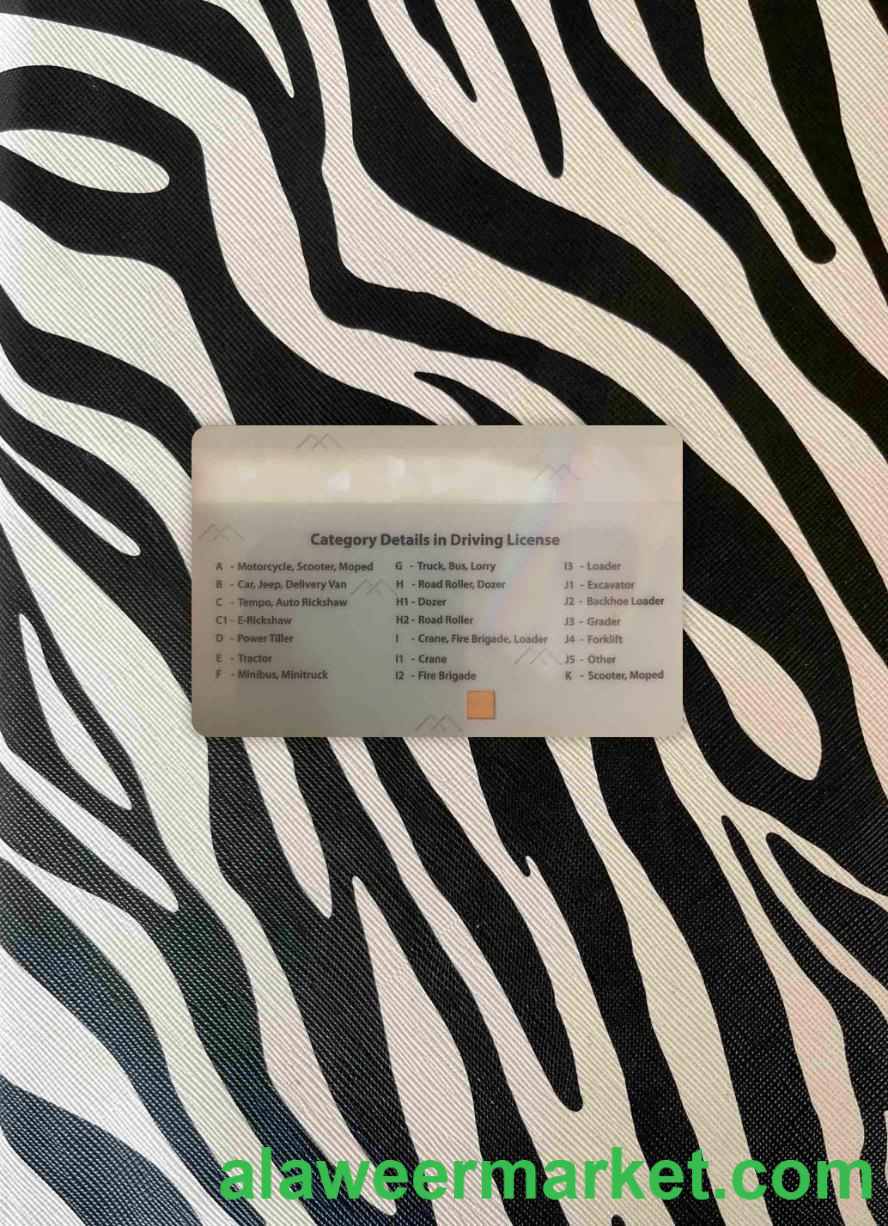 Category Details in Driving License
A - Motorcycle, Scooter, Moped
B - Car, Jeep, Delivery Van
C - Tempo, Auto Rickshaw
C1 - E-Rickshaw
D - Power Tiller
E - Tractor
F - Minibus, Minitruck
G - Truck, Bus, Lorry
H - Road Roller, Dozer
H1 - Dozer
H2 - Road Roller
I - Crane, Fire Brigade, Loader
I1 - Crane
I2 - Fire Brigade
I3 - Loader
J1 - Excavator
J2 - Backhoe Loader
J3 - Grader
J4 - Forklift
J5 - Other
K - Scooter, Moped
alaweermarket.com